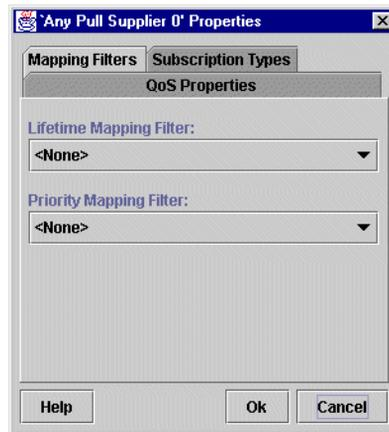 `Any Pull Supplier 0' Properties
Mapping Filters Subscription Types
QoS Properties
Lifetime Mapping Filter:
<None>
Priority Mapping Filter:
<None>
Help Ok Cancel